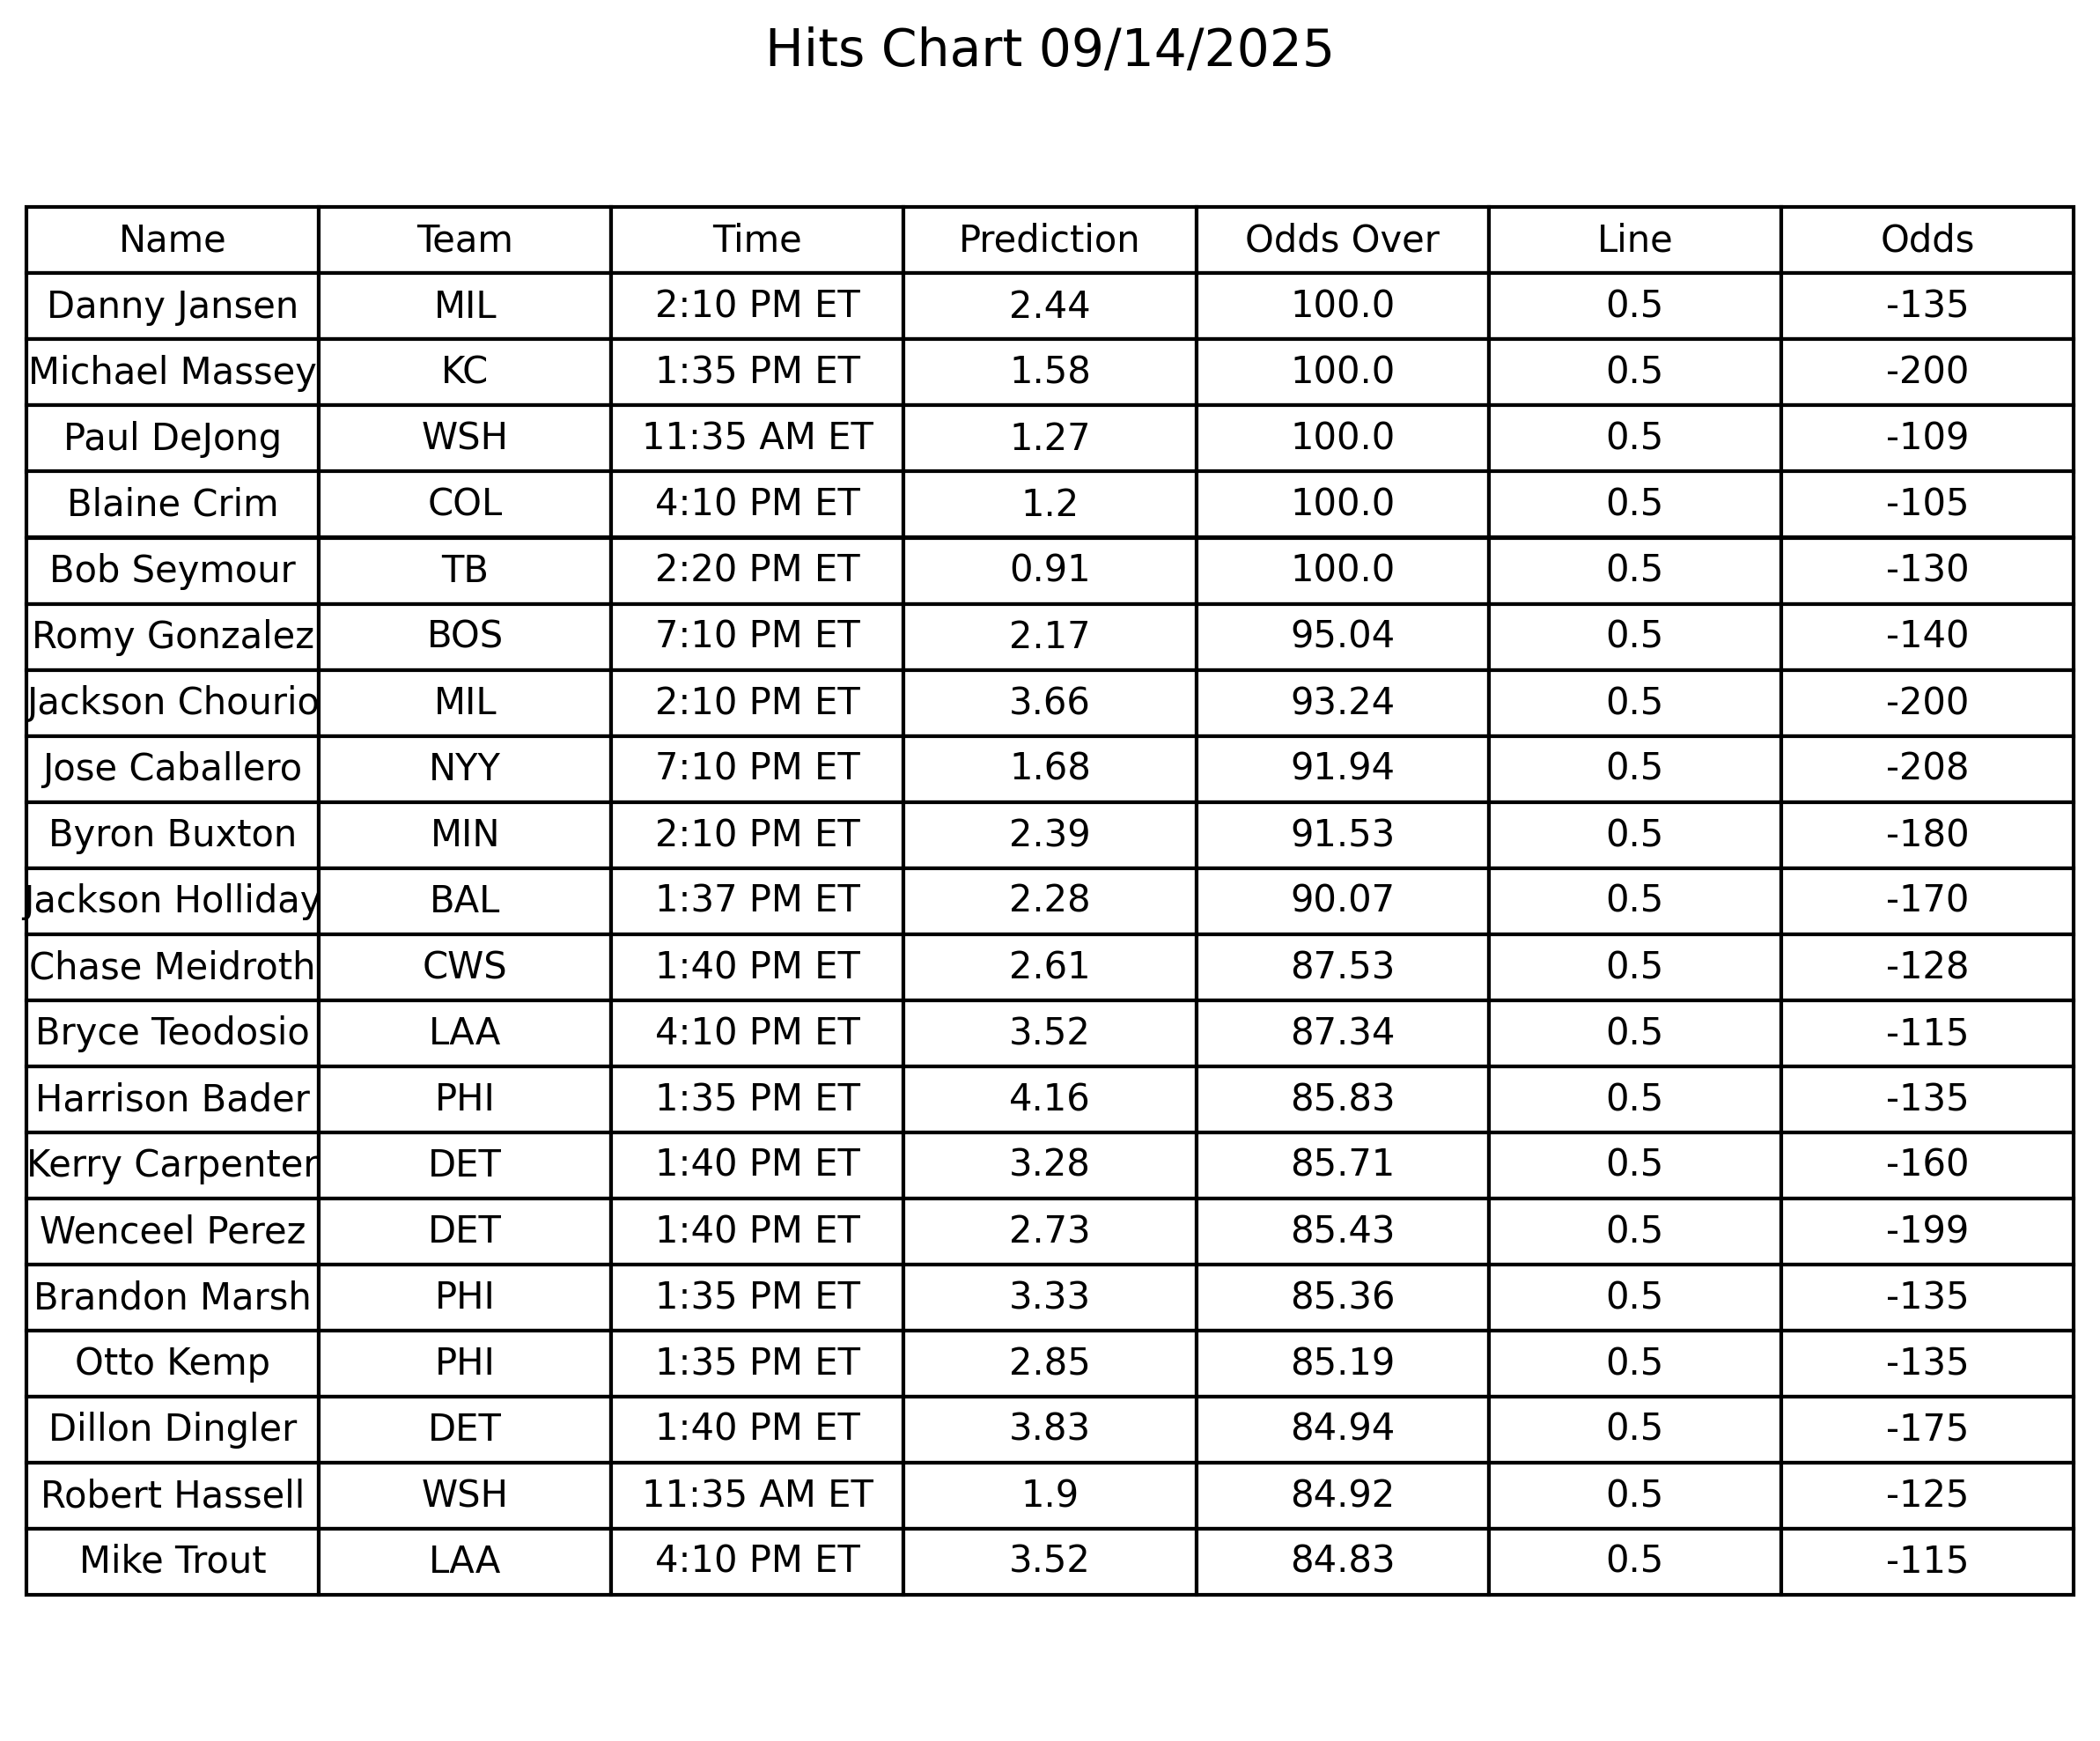 Hits Chart 09/14/2025
Name Team Time Prediction Odds Over Line Odds
Danny Jansen MIL 2:10 PM ET 2.44 100.0 0.5 -135
Michael Massey KC 1:35 PM ET 1.58 100.0 0.5 -200
Paul DeJong WSH 11:35 AM ET 1.27 100.0 0.5 -109
Blaine Crim COL 4:10 PM ET 1.2 100.0 0.5 -105
Bob Seymour TB 2:20 PM ET 0.91 100.0 0.5 -130
Romy Gonzalez BOS 7:10 PM ET 2.17 95.04 0.5 -140
Jackson Chourio MIL 2:10 PM ET 3.66 93.24 0.5 -200
Jose Caballero NYY 7:10 PM ET 1.68 91.94 0.5 -208
Byron Buxton MIN 2:10 PM ET 2.39 91.53 0.5 -180
Jackson Holliday BAL 1:37 PM ET 2.28 90.07 0.5 -170
Chase Meidroth CWS 1:40 PM ET 2.61 87.53 0.5 -128
Bryce Teodosio LAA 4:10 PM ET 3.52 87.34 0.5 -115
Harrison Bader PHI 1:35 PM ET 4.16 85.83 0.5 -135
Kerry Carpenter DET 1:40 PM ET 3.28 85.71 0.5 -160
Wenceel Perez DET 1:40 PM ET 2.73 85.43 0.5 -199
Brandon Marsh PHI 1:35 PM ET 3.33 85.36 0.5 -135
Otto Kemp PHI 1:35 PM ET 2.85 85.19 0.5 -135
Dillon Dingler DET 1:40 PM ET 3.83 84.94 0.5 -175
Robert Hassell WSH 11:35 AM ET 1.9 84.92 0.5 -125
Mike Trout LAA 4:10 PM ET 3.52 84.83 0.5 -115